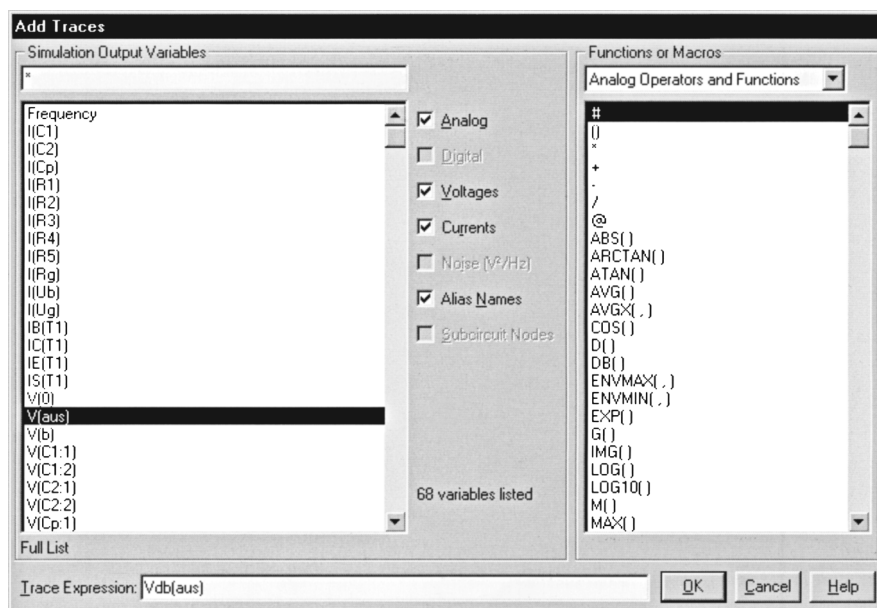 Add Traces
Simulation Output Variables
*
Frequency
I(C1)
I(C2)
I(Cp)
I(R1)
I(R2)
I(R3)
I(R4)
I(R5)
I(Rg)
I(Ub)
I(Ug)
IB(T1)
IC(T1)
IE(T1)
IS(T1)
V(0)
V(aus)
V(b)
V(C1:1)
V(C1:2)
V(C2:1)
V(C2:2)
V(Cp:1)
Full List
Analog
Digital
Voltages
Currents
Noise (V²/Hz)
Alias Names
Subcircuit Nodes
68 variables listed
Functions or Macros
Analog Operators and Functions
#
()
*
+
-
/
@
ABS( )
ARCTAN( )
ATAN( )
AVG( )
AVGX( , )
COS( )
D( )
DB( )
ENVMAX( , )
ENVMIN( , )
EXP( )
G( )
IMG( )
LOG( )
LOG10( )
M( )
MAX( )
Trace Expression: Vdb(aus)
OK Cancel Help